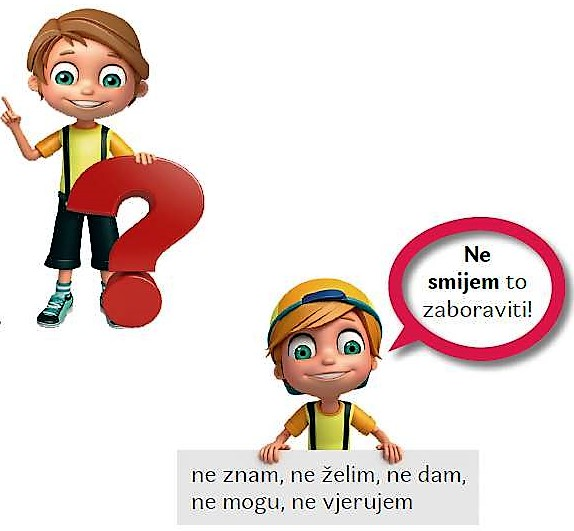 Ne
smijem to
zaboraviti!
ne znam, ne želim, ne dam,
ne mogu, ne vjerujem